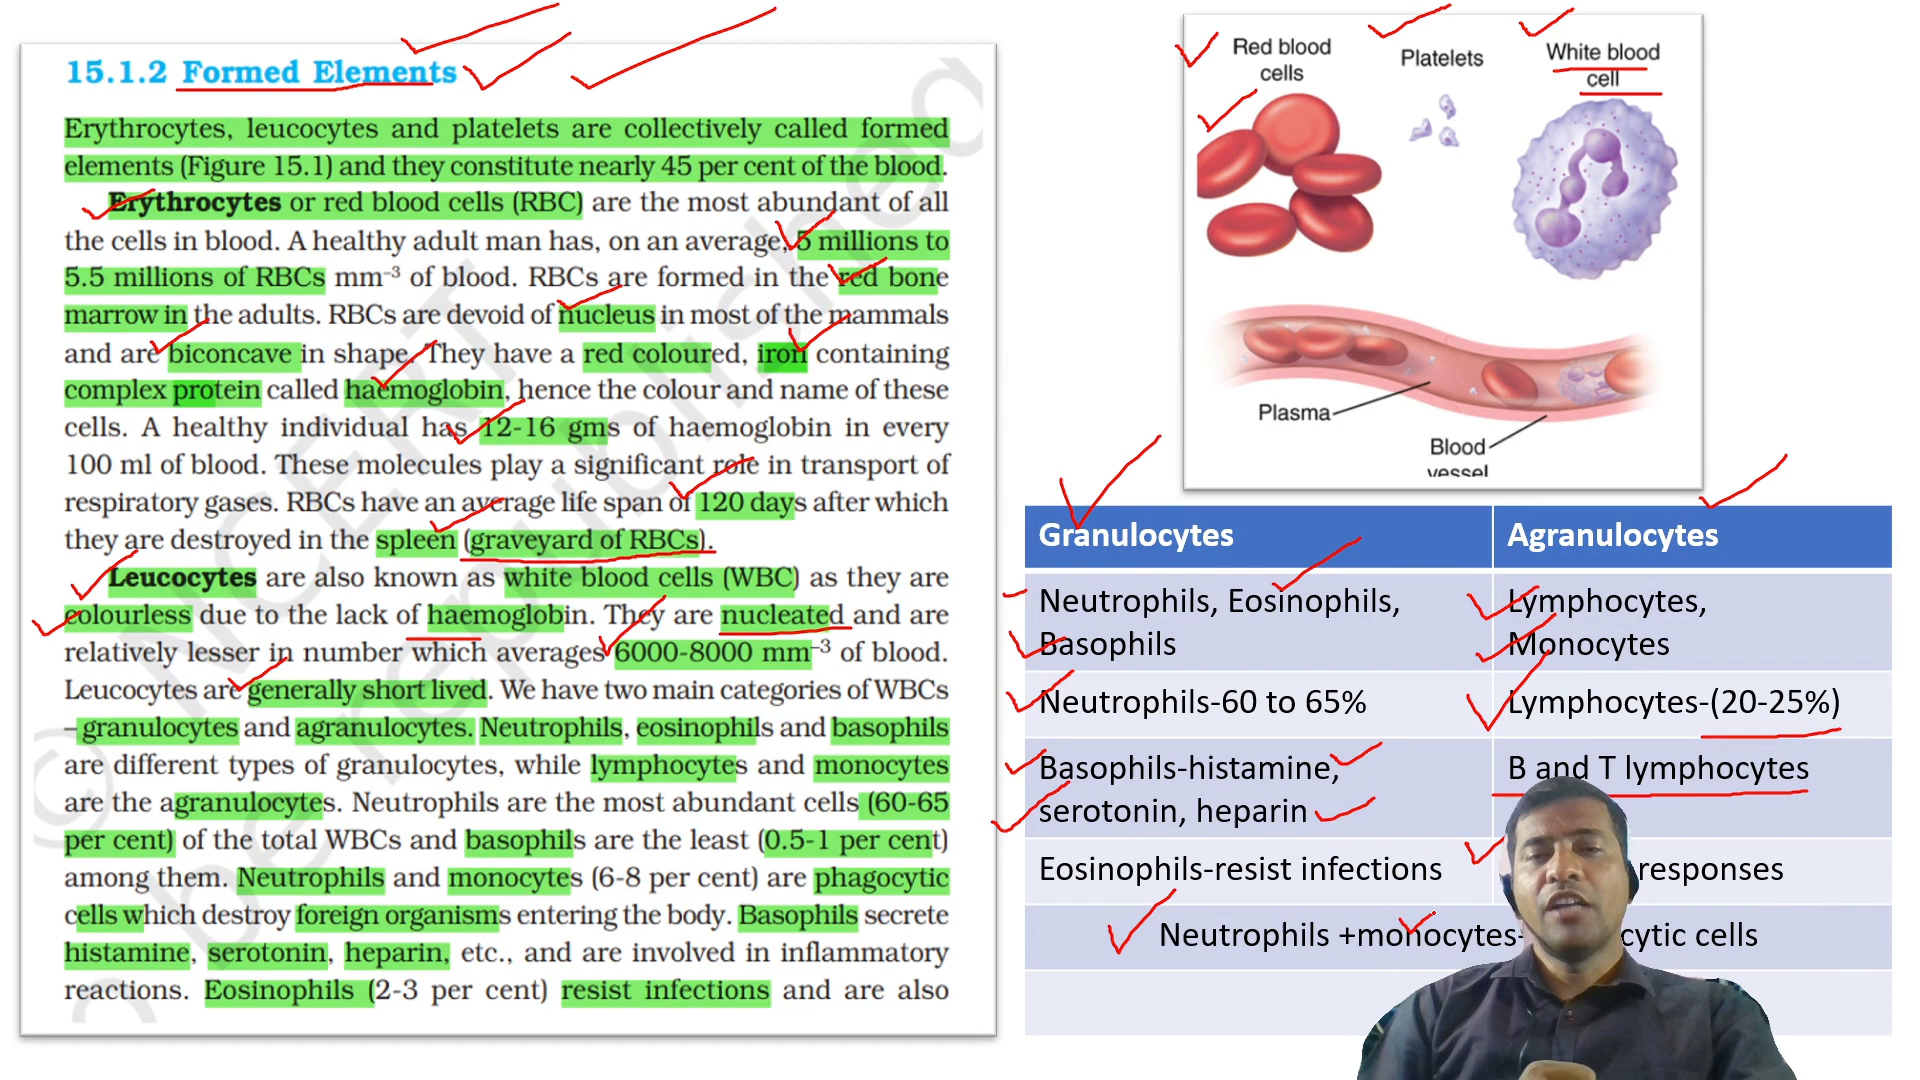 15.1.2 Formed Elements
Erythrocytes, leucocytes and platelets are collectively called formed
elements (Figure 15.1) and they constitute nearly 45 per cent of the blood.
Erythrocytes or red blood cells (RBC) are the most abundant of all
the cells in blood. A healthy adult man has, on an average, 5 millions to
5.5 millions of RBCs mm⁻³ of blood. RBCs are formed in the red bone
marrow in the adults. RBCs are devoid of nucleus in most of the mammals
and are biconcave in shape. They have a red coloured, iron containing
complex protein called haemoglobin, hence the colour and name of these
cells. A healthy individual has 12-16 gms of haemoglobin in every
100 ml of blood. These molecules play a significant role in transport of
respiratory gases. RBCs have an average life span of 120 days after which
they are destroyed in the spleen (graveyard of RBCs).
Leucocytes are also known as white blood cells (WBC) as they are
colourless due to the lack of haemoglobin. They are nucleated and are
relatively lesser in number which averages 6000-8000 mm⁻³ of blood.
Leucocytes are generally short lived. We have two main categories of WBCs
– granulocytes and agranulocytes. Neutrophils, eosinophils and basophils
are different types of granulocytes, while lymphocytes and monocytes
are the agranulocytes. Neutrophils are the most abundant cells (60-65
per cent) of the total WBCs and basophils are the least (0.5-1 per cent)
among them. Neutrophils and monocytes (6-8 per cent) are phagocytic
cells which destroy foreign organisms entering the body. Basophils secrete
histamine, serotonin, heparin, etc., and are involved in inflammatory
reactions. Eosinophils (2-3 per cent) resist infections and are also
© NCERT
be republished
Red blood
cells
Platelets
White blood
cell
Plasma
Blood
vessel
Granulocytes
Agranulocytes
Neutrophils, Eosinophils,
Basophils
Lymphocytes,
Monocytes
Neutrophils-60 to 65%
Lymphocytes-(20-25%)
Basophils-histamine,
serotonin, heparin
B and T lymphocytes
Eosinophils-resist infections
responses
Neutrophils +monocytes- cytic cells